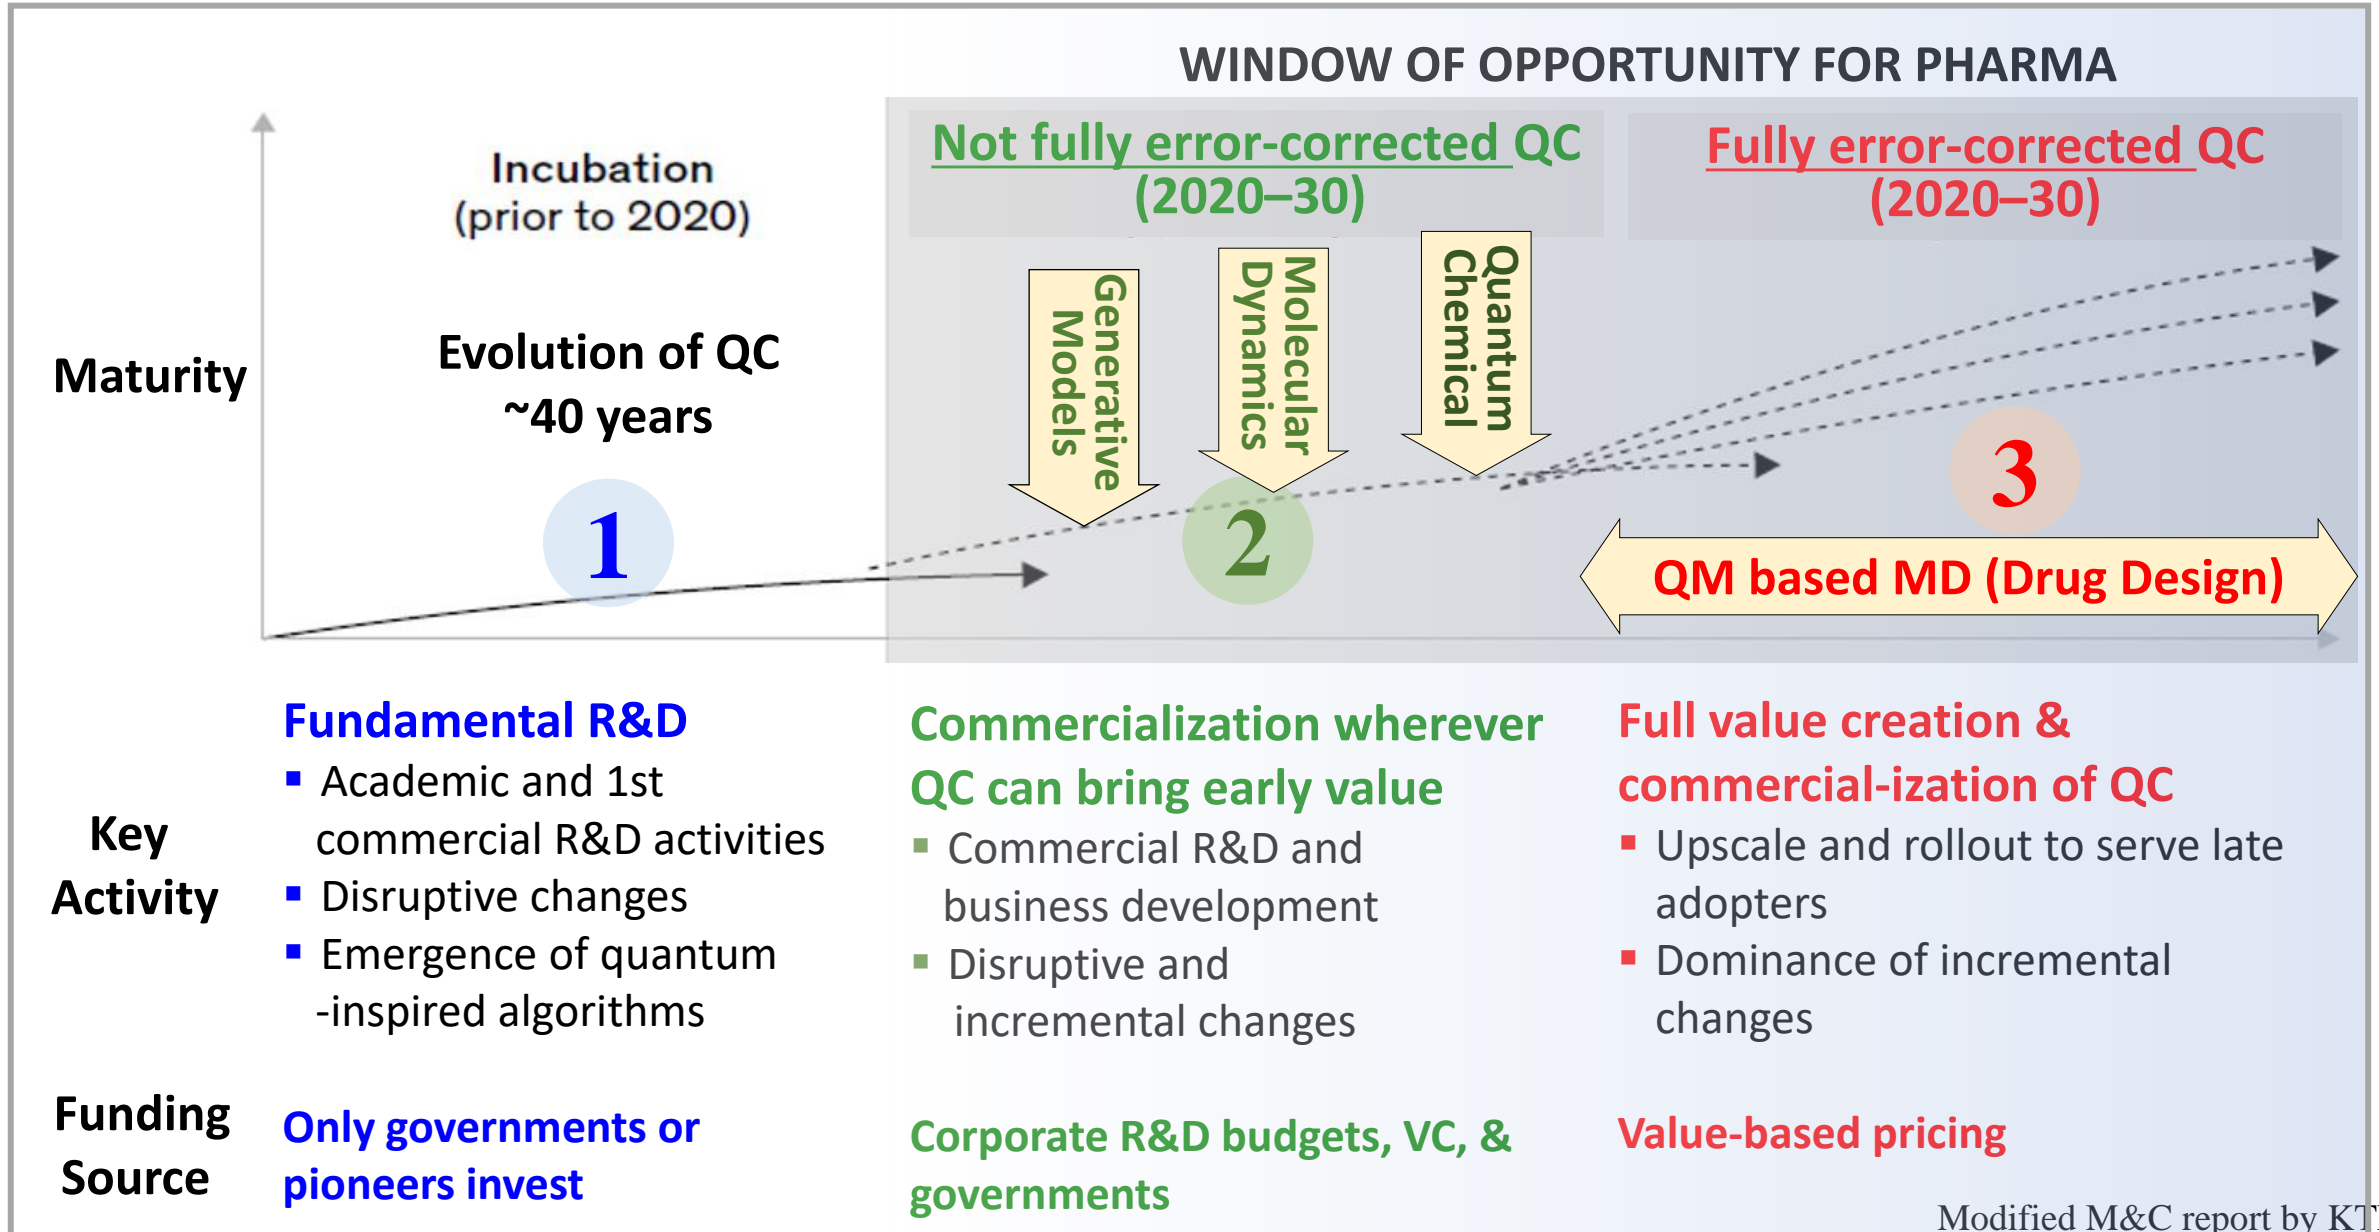 WINDOW OF OPPORTUNITY FOR PHARMA
Incubation
(prior to 2020)
Not fully error-corrected QC
(2020–30)
Fully error-corrected QC
(2020–30)
Maturity
Evolution of QC
~40 years
Generative
Models
Molecular
Dynamics
Quantum
Chemical
1
2
3
QM based MD (Drug Design)
Key
Activity
Fundamental R&D
▪ Academic and 1st
commercial R&D activities
▪ Disruptive changes
▪ Emergence of quantum
-inspired algorithms
Commercialization wherever
QC can bring early value
▪ Commercial R&D and
business development
▪ Disruptive and
incremental changes
Full value creation &
commercial-ization of QC
▪ Upscale and rollout to serve late
adopters
▪ Dominance of incremental
changes
Funding
Source
Only governments or
pioneers invest
Corporate R&D budgets, VC, &
governments
Value-based pricing
Modified M&C report by